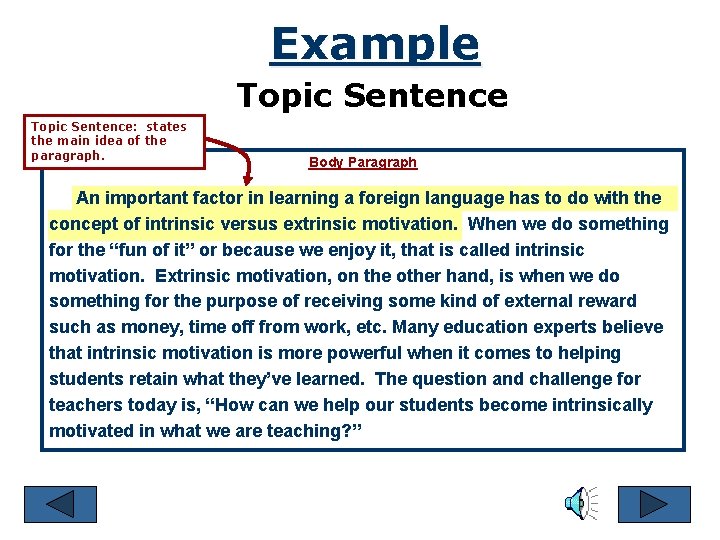 Example
Topic Sentence
Topic Sentence: states
the main idea of the
paragraph.
Body Paragraph
An important factor in learning a foreign language has to do with the
concept of intrinsic versus extrinsic motivation. When we do something
for the “fun of it” or because we enjoy it, that is called intrinsic
motivation. Extrinsic motivation, on the other hand, is when we do
something for the purpose of receiving some kind of external reward
such as money, time off from work, etc. Many education experts believe
that intrinsic motivation is more powerful when it comes to helping
students retain what they’ve learned. The question and challenge for
teachers today is, “How can we help our students become intrinsically
motivated in what we are teaching?”